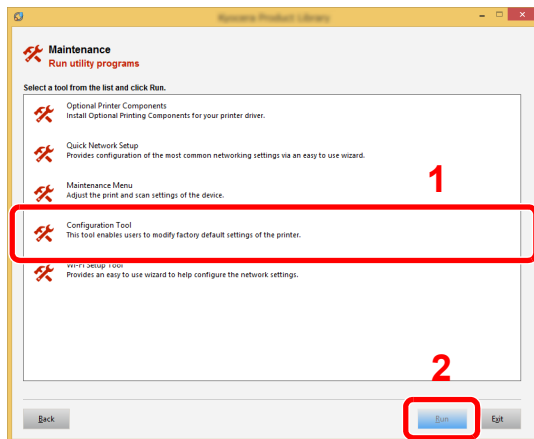 Kyocera Product Library
Maintenance
Run utility programs
Select a tool from the list and click Run.
Optional Printer Components
Install Optional Printing Components for your printer driver.
Quick Network Setup
Provides configuration of the most common networking settings via an easy to use wizard.
Maintenance Menu
Adjust the print and scan settings of the device.
1
Configuration Tool
This tool enables users to modify factory default settings of the printer.
Wi-Fi Setup Tool
Provides an easy to use wizard to help configure the network settings.
2
Back
Run
Exit